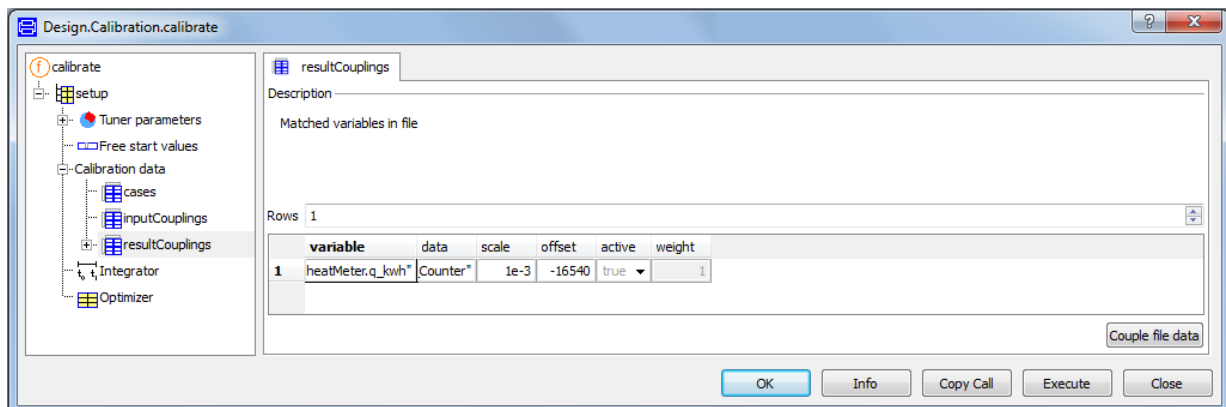 Design.Calibration.calibrate
calibrate
setup
Tuner parameters
Free start values
Calibration data
cases
inputCouplings
resultCouplings
Integrator
Optimizer
resultCouplings
Description
Matched variables in file
Rows 1
variable data scale offset active weight
1 heatMeter.q_kwh" Counter" 1e-3 -16540 true 1
Couple file data
OK Info Copy Call Execute Close